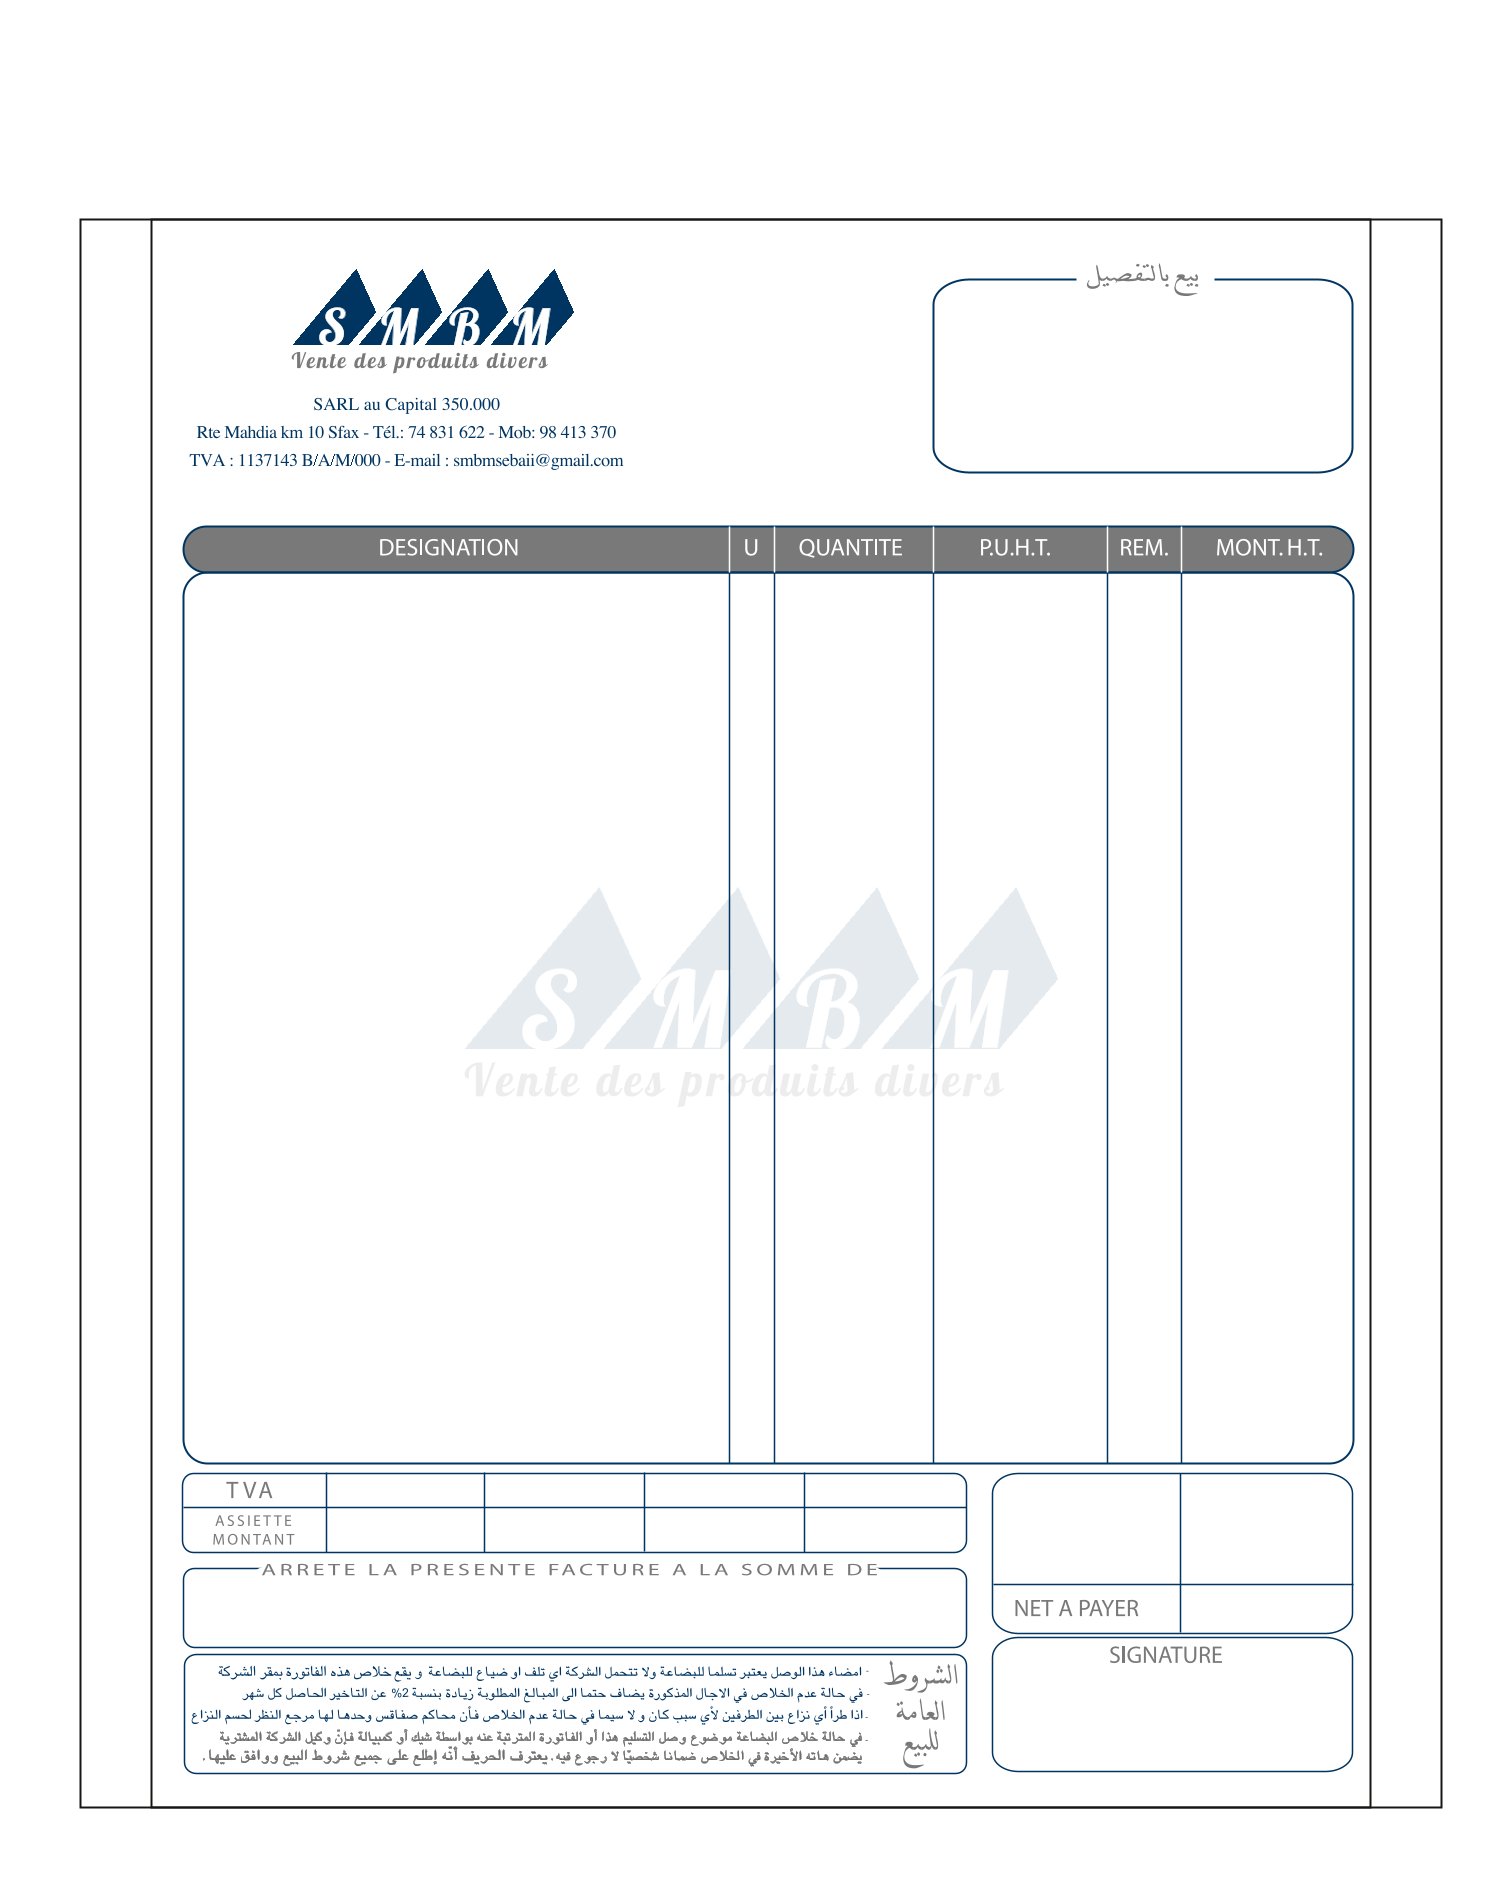 SMBM
Vente des produits divers
SARL au Capital 350.000
Rte Mahdia km 10 Sfax - Tél.: 74 831 622 - Mob: 98 413 370
TVA : 1137143 B/A/M/000 - E-mail : smbmsebaii@gmail.com
بيع بالتفصيل
DESIGNATION U QUANTITE P.U.H.T. REM. MONT. H.T.
SMBM
Vente des produits divers
TVA
ASSIETTE
MONTANT
ARRETE LA PRESENTE FACTURE A LA SOMME DE
NET A PAYER
SIGNATURE
الشروط
العامة
للبيع
- امضاء هذا الوصل يعتبر تسلما للبضاعة ولا تتحمل الشركة اي تلف او ضياع للبضاعة و يقع خلاص هذه الفاتورة بمقر الشركة
- في حالة عدم الخلاص في الاجال المذكورة يضاف حتما الى المبالغ المطلوبة زيادة بنسبة 2% عن التاخير الحاصل كل شهر
- اذا طرأ أي نزاع بين الطرفين لأي سبب كان و لا سيما في حالة عدم الخلاص فأن محاكم صفاقس وحدها لها مرجع النظر لحسم النزاع
- في حالة خلاص البضاعة موضوع وصل التسليم هذا أو الفاتورة المترتبة عنه بواسطة شيك أو كمبيالة فإنّ وكيل الشركة المشترية
يضمن هاته الأخيرة في الخلاص ضمانا شخصيّا لا رجوع فيه. يعترف الحريف أنّه إطلع على جميع شروط البيع ووافق عليها.